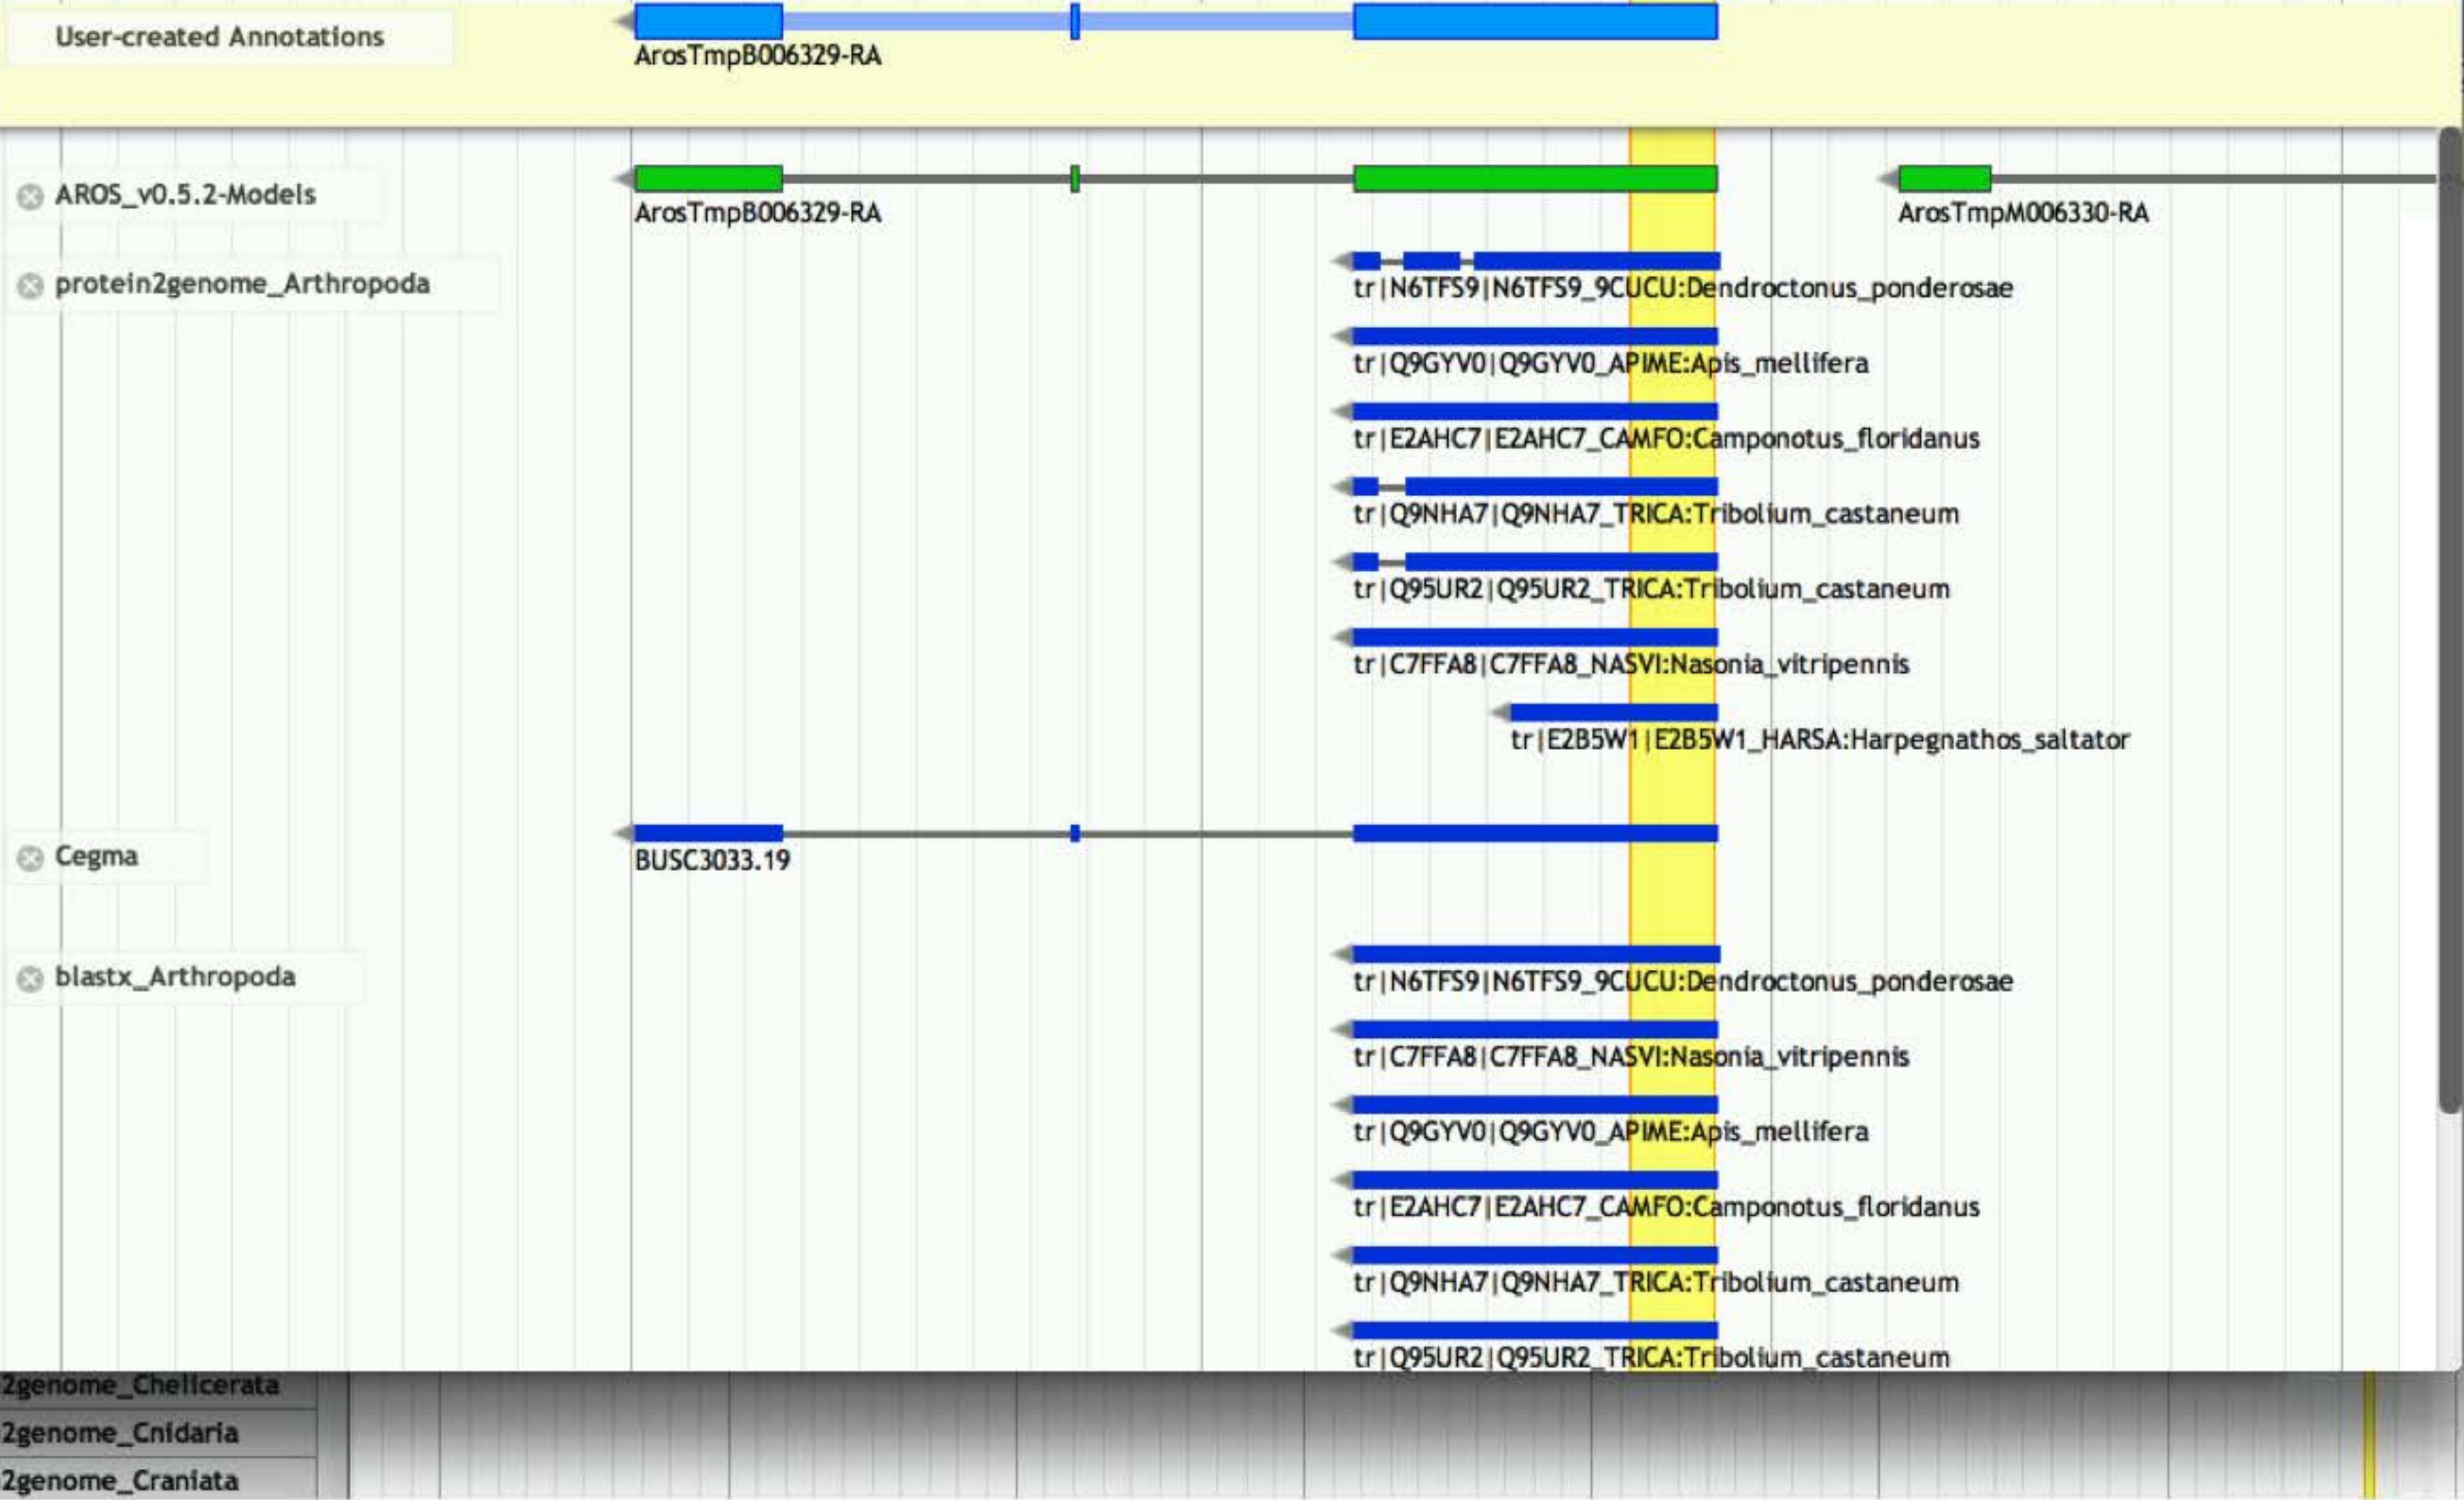 User-created Annotations
ArosTmpB006329-RA
AROS_v0.5.2-Models
ArosTmpB006329-RA
ArosTmpM006330-RA
protein2genome_Arthropoda
tr|N6TFS9|N6TFS9_9CUCU:Dendroctonus_ponderosae
tr|Q9GYV0|Q9GYV0_APIME:Apis_mellifera
tr|E2AHC7|E2AHC7_CAMFO:Camponotus_floridanus
tr|Q9NHA7|Q9NHA7_TRICA:Tribolium_castaneum
tr|Q95UR2|Q95UR2_TRICA:Tribolium_castaneum
tr|C7FFA8|C7FFA8_NASVI:Nasonia_vitripennis
tr|E2B5W1|E2B5W1_HARSA:Harpegnathos_saltator
Cegma
BUSC3033.19
blastx_Arthropoda
tr|N6TFS9|N6TFS9_9CUCU:Dendroctonus_ponderosae
tr|C7FFA8|C7FFA8_NASVI:Nasonia_vitripennis
tr|Q9GYV0|Q9GYV0_APIME:Apis_mellifera
tr|E2AHC7|E2AHC7_CAMFO:Camponotus_floridanus
tr|Q9NHA7|Q9NHA7_TRICA:Tribolium_castaneum
tr|Q95UR2|Q95UR2_TRICA:Tribolium_castaneum
2genome_Chelicerata
2genome_Cnidaria
2genome_Craniata